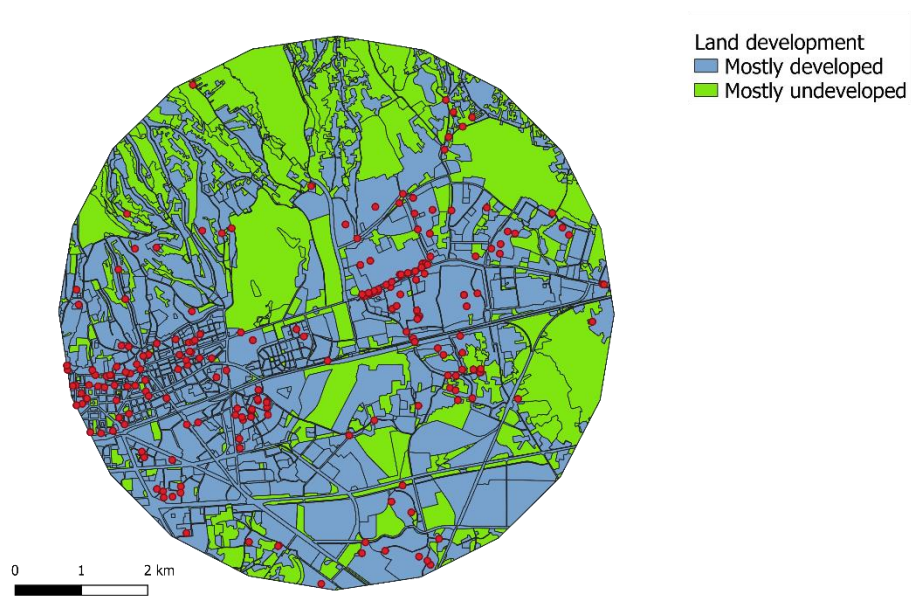 Land development
Mostly developed
Mostly undeveloped
0 1 2 km